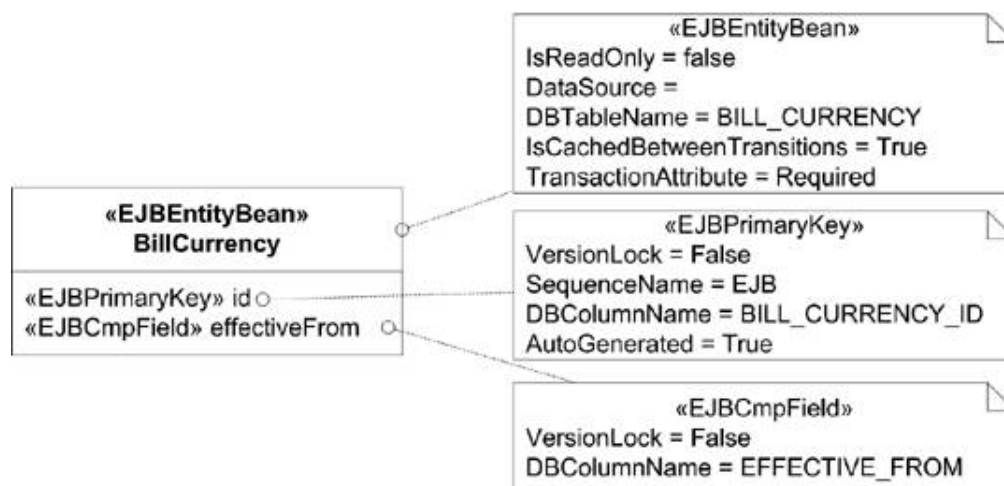 «EJBEntityBean»
IsReadOnly = false
DataSource =
DBTableName = BILL_CURRENCY
IsCachedBetweenTransitions = True
TransactionAttribute = Required
«EJBEntityBean»
BillCurrency
«EJBPrimaryKey» id
«EJBCmpField» effectiveFrom
«EJBPrimaryKey»
VersionLock = False
SequenceName = EJB
DBColumnName = BILL_CURRENCY_ID
AutoGenerated = True
«EJBCmpField»
VersionLock = False
DBColumnName = EFFECTIVE_FROM